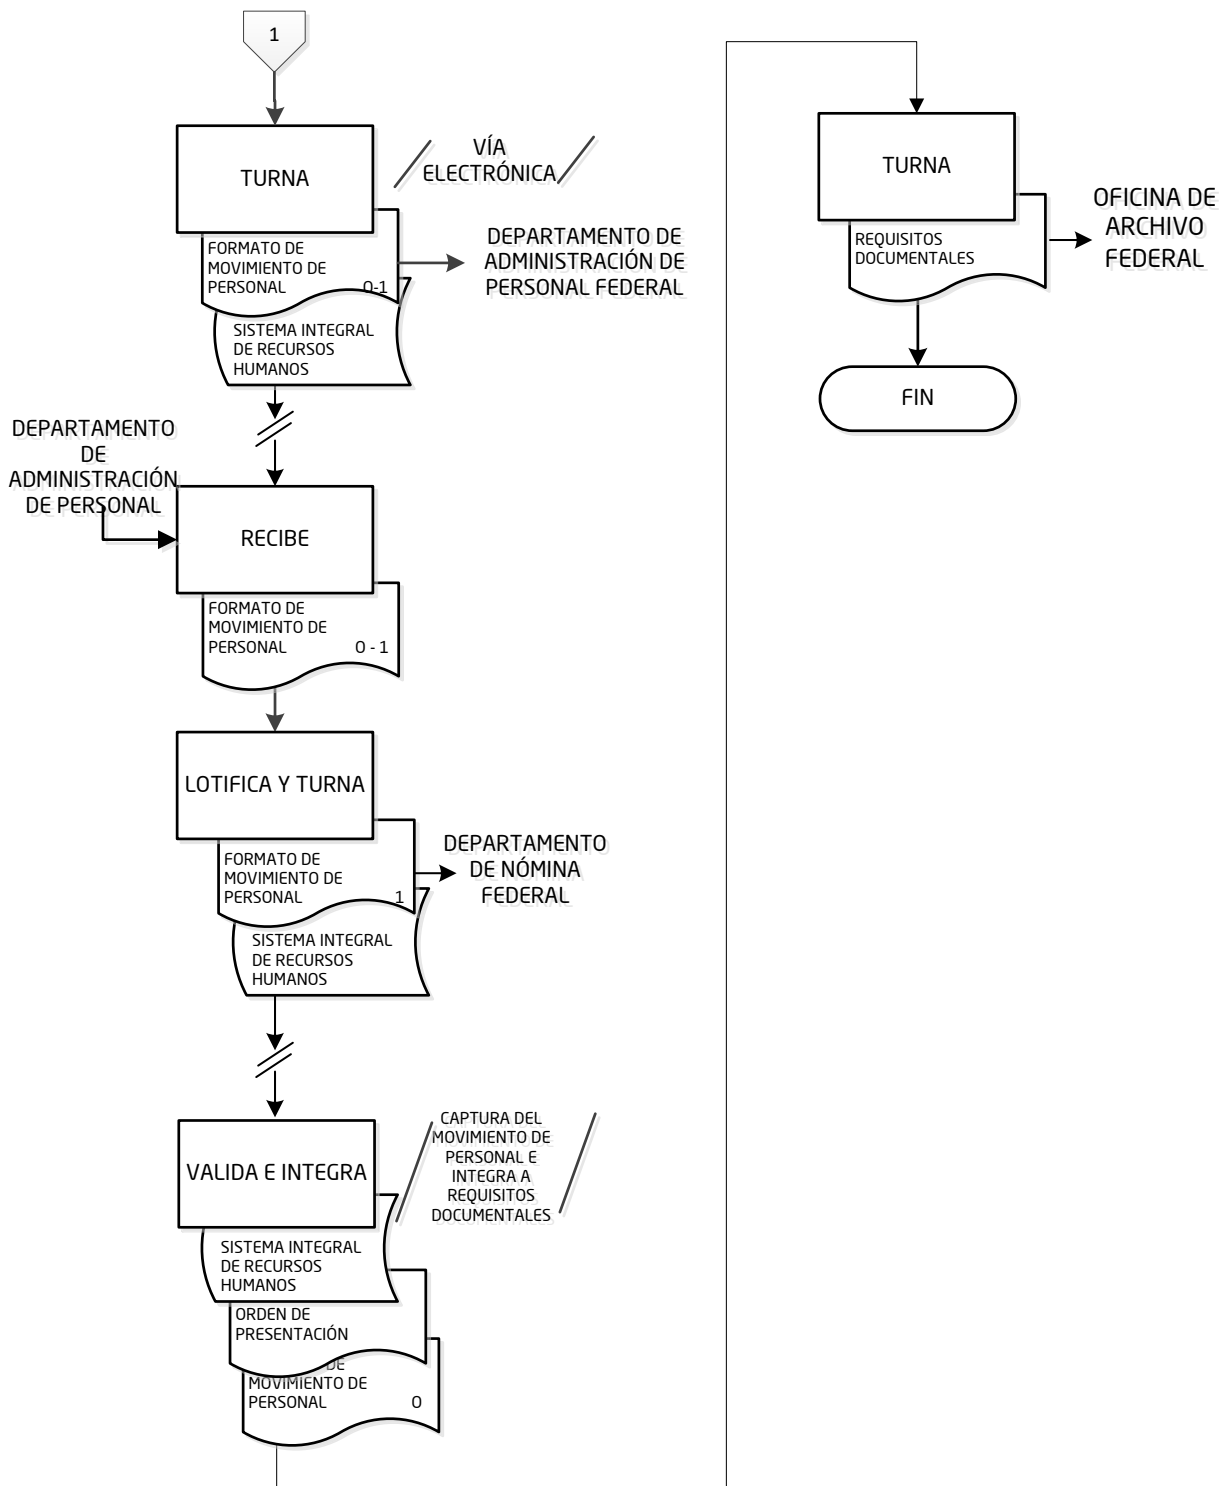 1
TURNA
VÍA
ELECTRÓNICA
FORMATO DE
MOVIMIENTO DE
PERSONAL 0-1
DEPARTAMENTO DE
ADMINISTRACIÓN DE
PERSONAL FEDERAL
SISTEMA INTEGRAL
DE RECURSOS
HUMANOS
DEPARTAMENTO
DE
ADMINISTRACIÓN
DE PERSONAL
RECIBE
FORMATO DE
MOVIMIENTO DE
PERSONAL 0 - 1
LOTIFICA Y TURNA
FORMATO DE
MOVIMIENTO DE
PERSONAL 1
DEPARTAMENTO
DE NÓMINA
FEDERAL
SISTEMA INTEGRAL
DE RECURSOS
HUMANOS
VALIDA E INTEGRA
CAPTURA DEL
MOVIMIENTO DE
PERSONAL E
INTEGRA A
REQUISITOS
DOCUMENTALES
SISTEMA INTEGRAL
DE RECURSOS
HUMANOS
ORDEN DE
PRESENTACIÓN
DE
MOVIMIENTO DE
PERSONAL 0
TURNA
REQUISITOS
DOCUMENTALES
OFICINA DE
ARCHIVO
FEDERAL
FIN